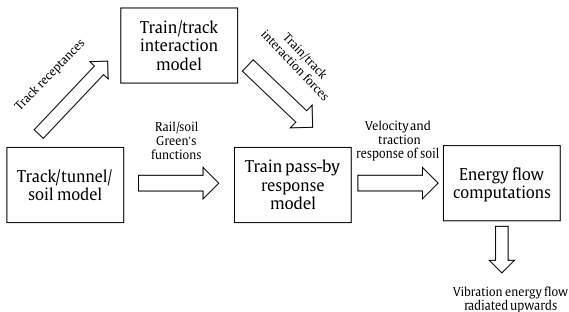 Train/track
interaction
model
Track receptances
Train/track
interaction forces
Rail/soil
Green's
functions
Velocity and
traction
response of soil
Track/tunnel/
soil model
Train pass-by
response
model
Energy flow
computations
Vibration energy flow
radiated upwards